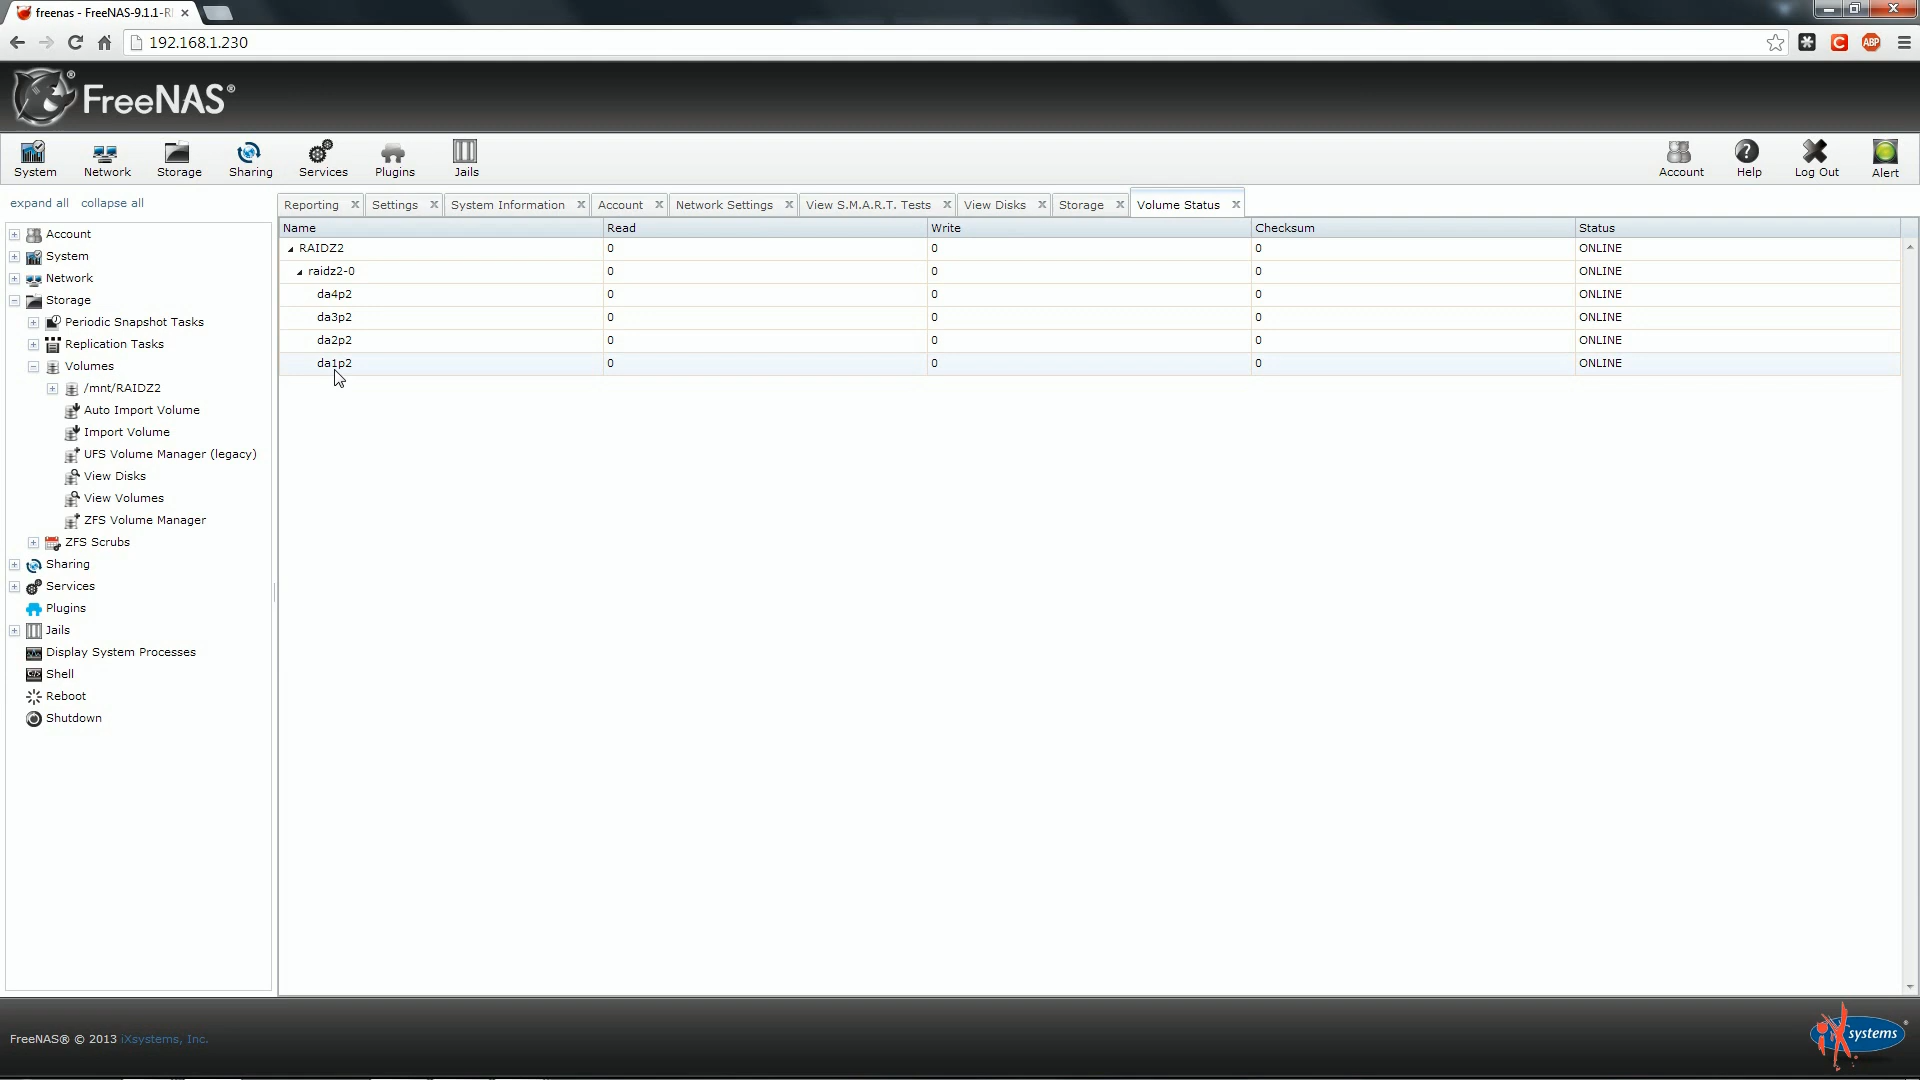 freenas - FreeNAS-9.1.1-R
192.168.1.230
ABP
FreeNAS®
System Network Storage Sharing Services Plugins Jails Account Help Log Out Alert
expand all collapse all
Reporting Settings System Information Account Network Settings View S.M.A.R.T. Tests View Disks Storage Volume Status
Account
System
Network
Storage
Periodic Snapshot Tasks
Replication Tasks
Volumes
/mnt/RAIDZ2
Auto Import Volume
Import Volume
UFS Volume Manager (legacy)
View Disks
View Volumes
ZFS Volume Manager
ZFS Scrubs
Sharing
Services
Plugins
Jails
Display System Processes
Shell
Reboot
Shutdown
Name Read Write Checksum Status
RAIDZ2 0 0 0 ONLINE
raidz2-0 0 0 0 ONLINE
da4p2 0 0 0 ONLINE
da3p2 0 0 0 ONLINE
da2p2 0 0 0 ONLINE
da1p2 0 0 0 ONLINE
FreeNAS® © 2013 iXsystems, Inc.
iXsystems®